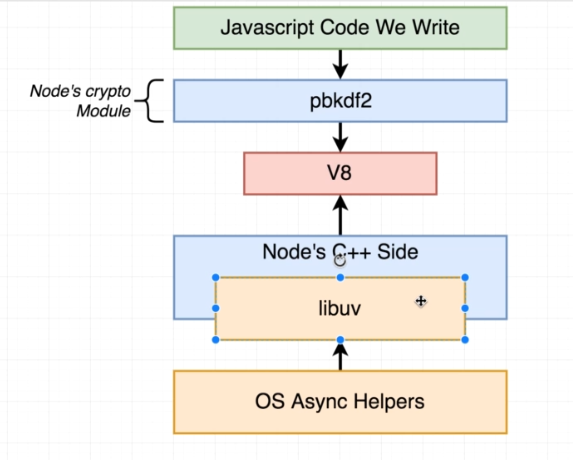 Javascript Code We Write
Node's crypto
Module
pbkdf2
V8
Node's C++ Side
libuv
OS Async Helpers